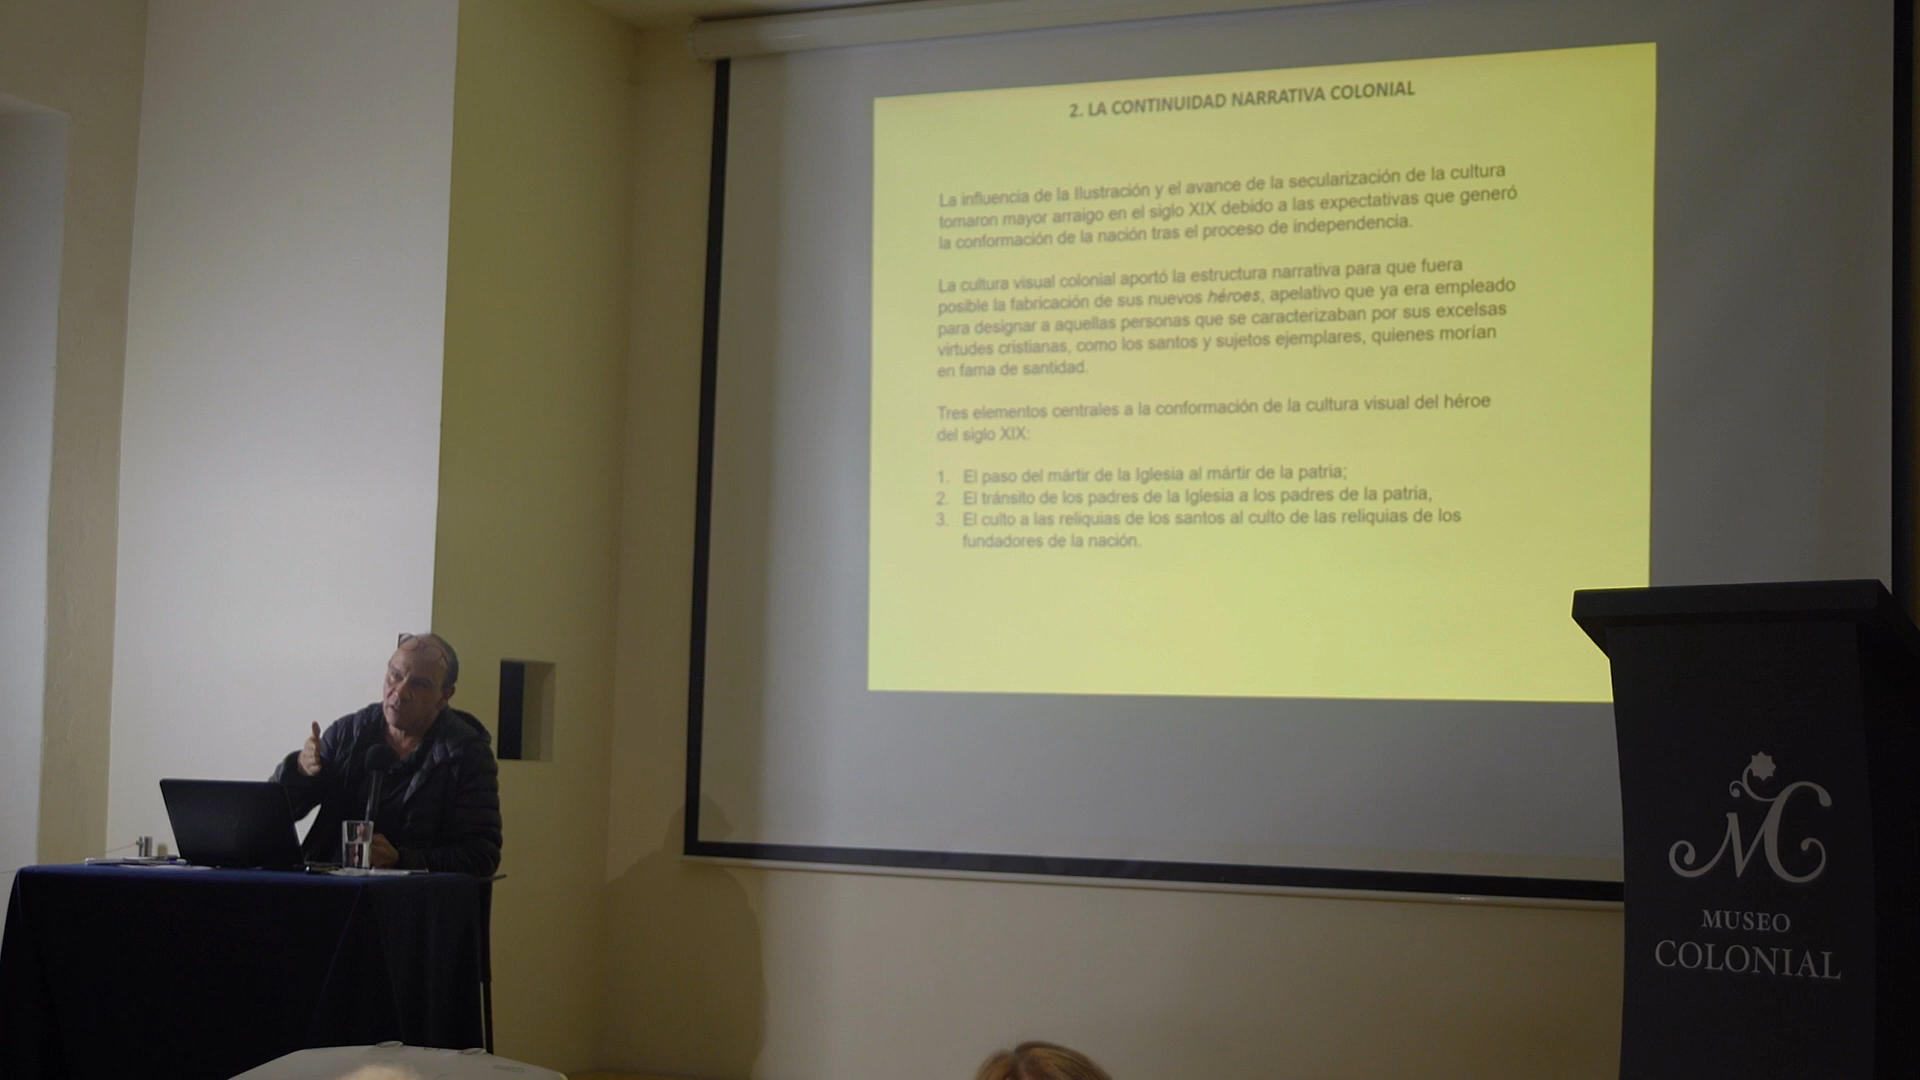 2. LA CONTINUIDAD NARRATIVA COLONIAL
La influencia de la Ilustración y el avance de la secularización de la cultura
tomaron mayor arraigo en el siglo XIX debido a las expectativas que generó
la conformación de la nación tras el proceso de independencia.
La cultura visual colonial aportó la estructura narrativa para que fuera
posible la fabricación de sus nuevos héroes, apelativo que ya era empleado
para designar a aquellas personas que se caracterizaban por sus excelsas
virtudes cristianas, como los santos y sujetos ejemplares, quienes morían
en fama de santidad.
Tres elementos centrales a la conformación de la cultura visual del héroe
del siglo XIX:
1. El paso del mártir de la Iglesia al mártir de la patria;
2. El tránsito de los padres de la Iglesia a los padres de la patria,
3. El culto a las reliquias de los santos al culto de las reliquias de los
fundadores de la nación.
MC
MUSEO
COLONIAL